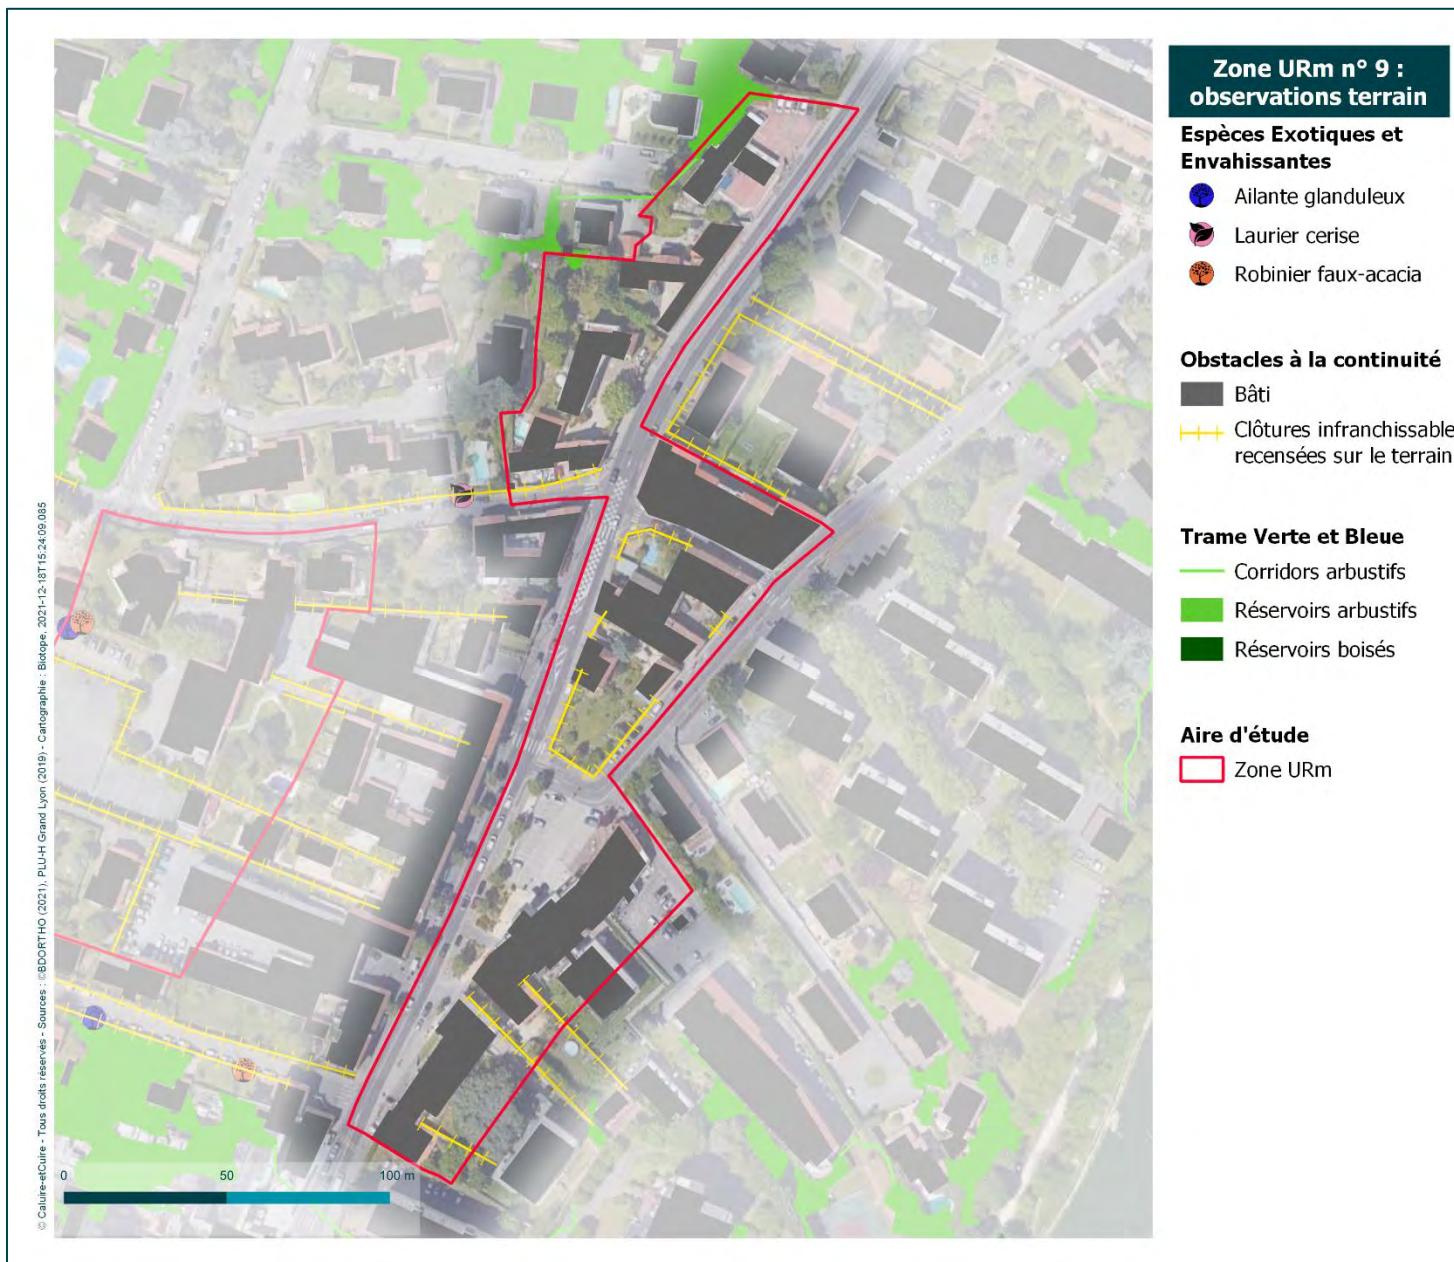 Zone URm n° 9 :
observations terrain
Espèces Exotiques et
Envahissantes
Ailante glanduleux
Laurier cerise
Robinier faux-acacia
Obstacles à la continuité
Bâti
Clôtures infranchissable
recensées sur le terrain
Trame Verte et Bleue
Corridors arbustifs
Réservoirs arbustifs
Réservoirs boisés
Aire d'étude
Zone URm
© Caluire-etCuire - Tous droits réservés - Sources : ©BDORTHO (2021), PLU-H Grand Lyon (2019) - Cartographie : Biotope, 2021-12-18T15:24:09.085
0 50 100 m